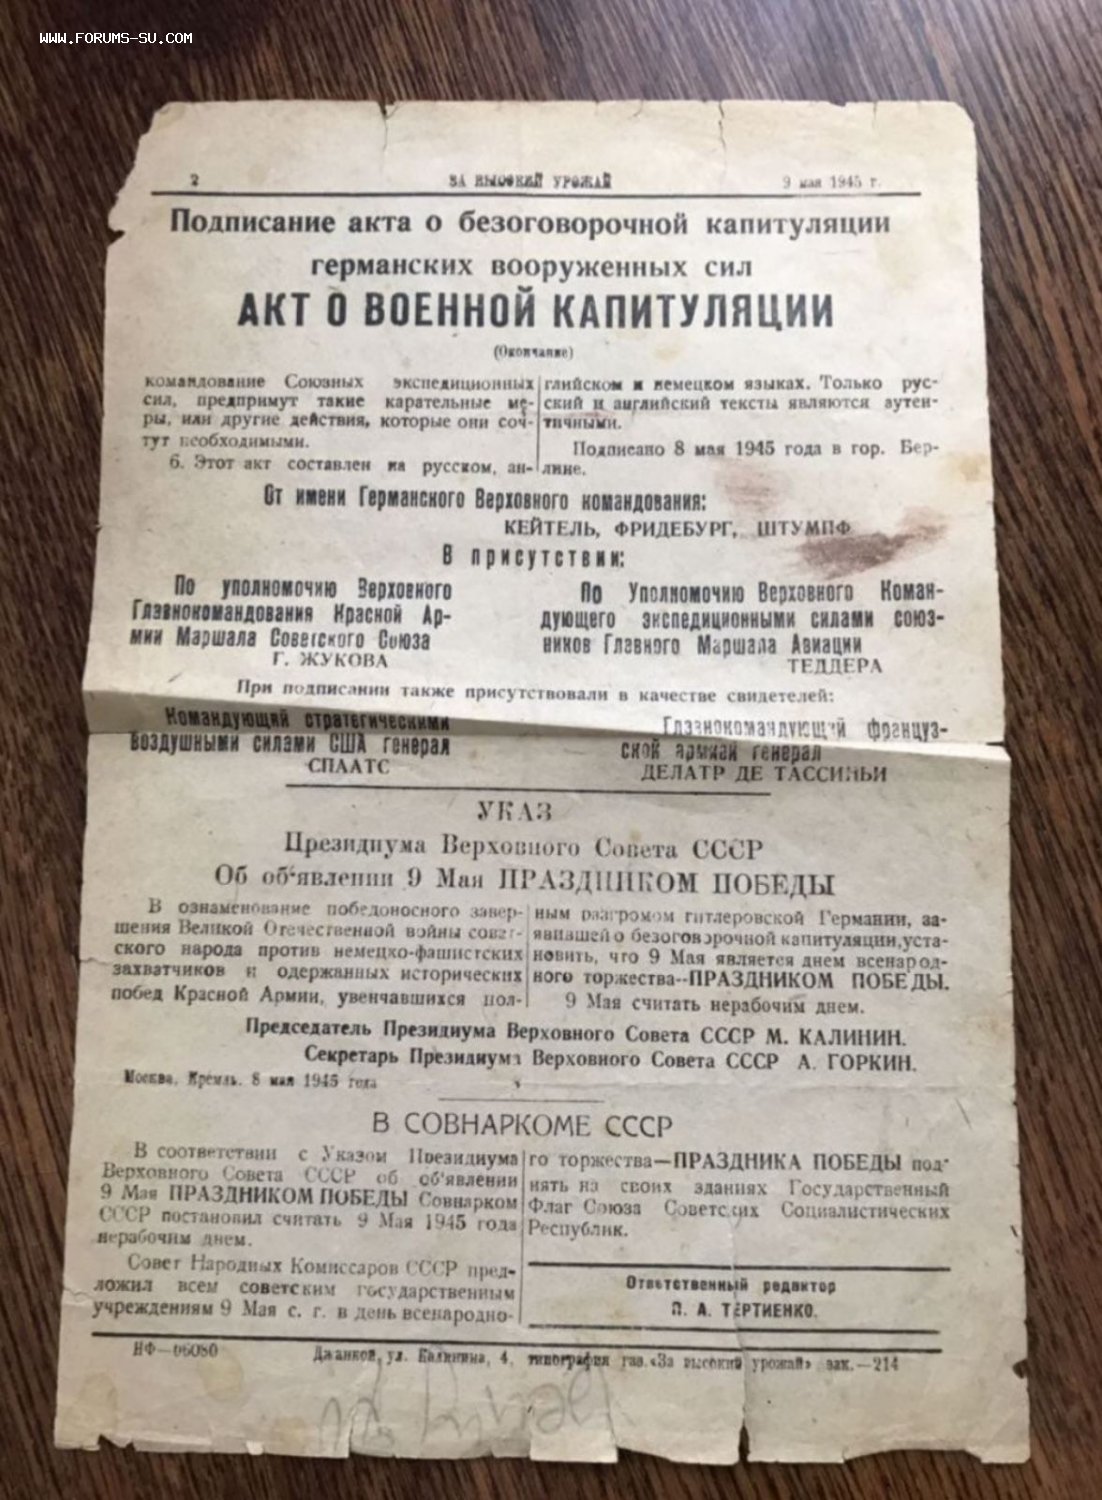 WWW.FORUMS-SU.COM
2
ЗА ВЫСОКИЙ УРОЖАЙ
9 мая 1945 г.
Подписание акта о безоговорочной капитуляции
германских вооруженных сил
АКТ О ВОЕННОЙ КАПИТУЛЯЦИИ
(Окончание)
командование Союзных экспедиционных
сил, предпримут такие карательные ме-
ры, или другие действия, которые они соч-
тут необходимыми.
6. Этот акт составлен на русском, ан-
глийском и немецком языках. Только рус-
ский и английский тексты являются аутен-
тичными.
Подписано 8 мая 1945 года в гор. Бер-
лине.
От имени Германского Верховного командования:
КЕЙТЕЛЬ, ФРИДЕБУРГ, ШТУМПФ
В присутствии:
По уполномочию Верховного
Главнокомандования Красной Ар-
мии Маршала Советского Союза
Г. ЖУКОВА
По Уполномочию Верховного Коман-
дующего экспедиционными силами союз-
ников Главного Маршала Авиации
ТЕДДЕРА
При подписании также присутствовали в качестве свидетелей:
Командующий стратегическими
воздушными силами США генерал
СПААТС
Главнокомандующий француз-
ской армией генерал
ДЕЛАТР ДЕ ТАССИНЬИ
УКАЗ
Президиума Верховного Совета СССР
Об об‘явлении 9 Мая ПРАЗДНИКОМ ПОБЕДЫ
В ознаменование победоносного завер-
шения Великой Отечественной войны совет-
ского народа против немецко-фашистских
захватчиков и одержанных исторических
побед Красной Армии, увенчавшихся пол-
ным разгромом гитлеровской Германии, за-
явившей о безоговорочной капитуляции, уста-
новить, что 9 Мая является днем всенарод-
ного торжества--ПРАЗДНИКОМ ПОБЕДЫ.
9 Мая считать нерабочим днем.
Председатель Президиума Верховного Совета СССР М. КАЛИНИН.
Секретарь Президиума Верховного Совета СССР А. ГОРКИН.
Москва, Кремль. 8 мая 1945 года
В СОВНАРКОМЕ СССР
В соответствии с Указом Президиума
Верховного Совета СССР об об‘явлении
9 Мая ПРАЗДНИКОМ ПОБЕДЫ Совнарком
СССР постановил считать 9 Мая 1945 года
нерабочим днем.
Совет Народных Комиссаров СССР пред-
ложил всем советским государственным
учреждениям 9 Мая с. г. в день всенародно-
го торжества—ПРАЗДНИКА ПОБЕДЫ под-
нять на своих зданиях Государственный
Флаг Союза Советских Социалистических
Республик.
Ответственный редактор
П. А. ТЕРТИЕНКО.
НФ—06080
Джанкой, ул. Калинина, 4, типография газ. «За высокий урожай» зак.—214